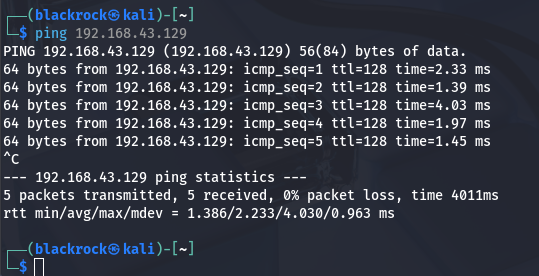 ┌──(blackrock㉿kali)-[~]
└─$ ping 192.168.43.129
PING 192.168.43.129 (192.168.43.129) 56(84) bytes of data.
64 bytes from 192.168.43.129: icmp_seq=1 ttl=128 time=2.33 ms
64 bytes from 192.168.43.129: icmp_seq=2 ttl=128 time=1.39 ms
64 bytes from 192.168.43.129: icmp_seq=3 ttl=128 time=4.03 ms
64 bytes from 192.168.43.129: icmp_seq=4 ttl=128 time=1.97 ms
64 bytes from 192.168.43.129: icmp_seq=5 ttl=128 time=1.45 ms
^C
--- 192.168.43.129 ping statistics ---
5 packets transmitted, 5 received, 0% packet loss, time 4011ms
rtt min/avg/max/mdev = 1.386/2.233/4.030/0.963 ms
┌──(blackrock㉿kali)-[~]
└─$